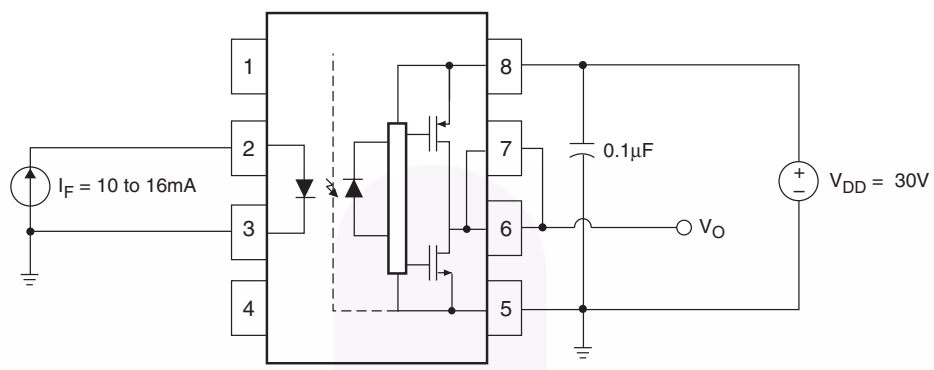 1
8
2
7
I_F = 10 to 16mA
0.1μF
+
–
V_DD = 30V
3
6
V_O
4
5